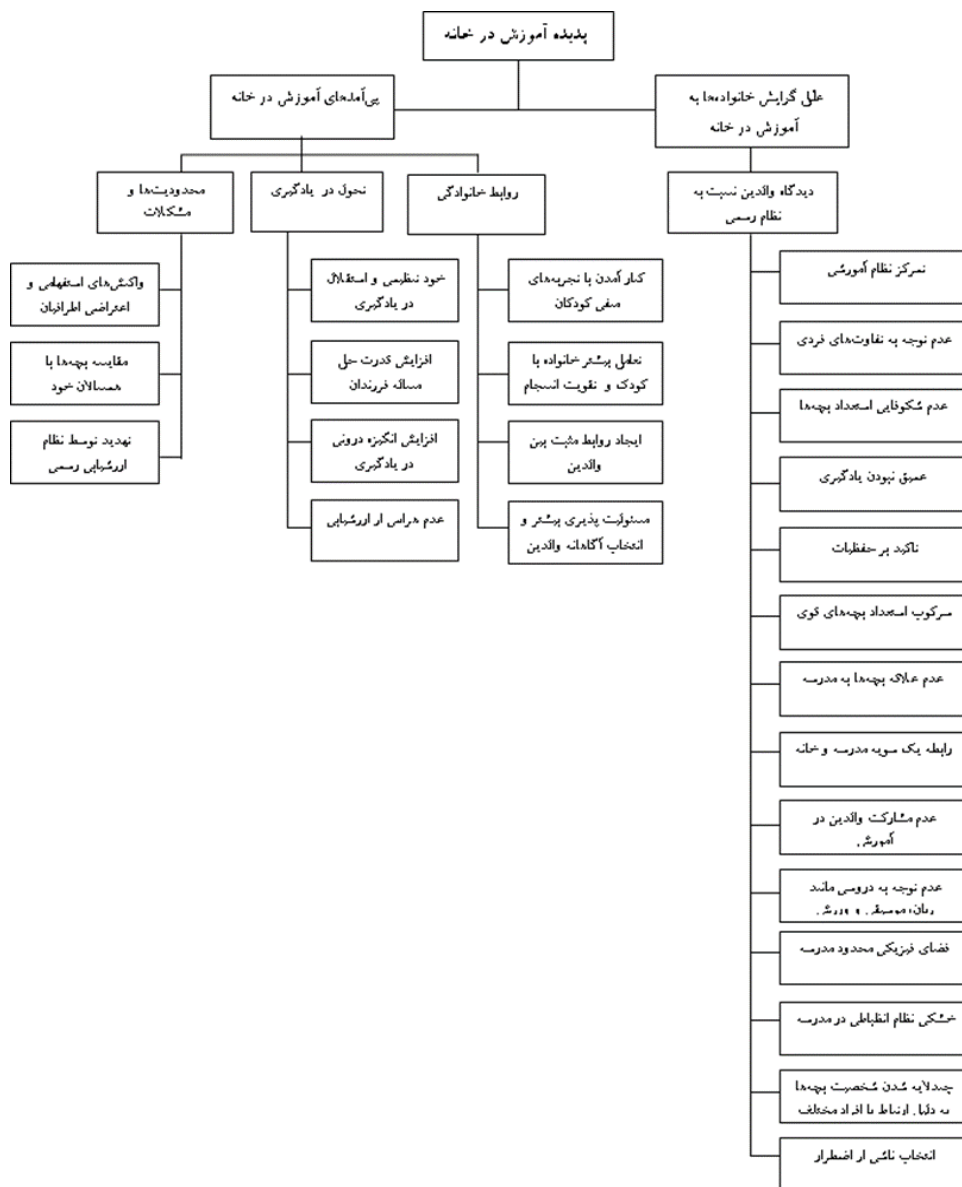 پدیده آموزش در خانه
علل گرایش خانواده‌ها به
آموزش در خانه
پی‌آمدهای آموزش در خانه
دیدگاه والدین نسبت به
نظام رسمی
روابط خانوادگی
تحول در یادگیری
محدودیت‌ها و
مشکلات
تمرکز نظام آموزشی
عدم توجه به تفاوت‌های فردی
عدم شکوفایی استعداد بچه‌ها
عمیق نبودن یادگیری
تاکید بر حفظیات
سرکوب استعداد بچه‌های قوی
عدم علاقه بچه‌ها به مدرسه
رابطه یک سویه مدرسه و خانه
عدم مشارکت والدین در
آموزش
عدم توجه به دروسی مانند
زبان، موسیقی و ورزش
فضای فیزیکی محدود مدرسه
خشکی نظام انظباطی در مدرسه
چندلایه شدن شخصیت بچه‌ها
به دلیل ارتباط با افراد مختلف
انتخاب ناشی از اضطرار
کنار آمدن با تجربه‌های
منفی کودکان
تعامل بیشتر خانواده با
کودک و تقویت انسجام
ایجاد روابط مثبت بین
والدین
مسئولیت پذیری بیشتر و
انتخاب آگاهانه والدین
خود تنظیمی و استقلال
در یادگیری
افزایش قدرت حل
مساله فرزندان
افزایش انگیزه درونی
در یادگیری
عدم هراس از ارزشیابی
واکنش‌های استفهامی و
اعتراضی اطرافیان
مقایسه بچه‌ها با
همسالان خود
تهدید توسط نظام
ارزشیابی رسمی